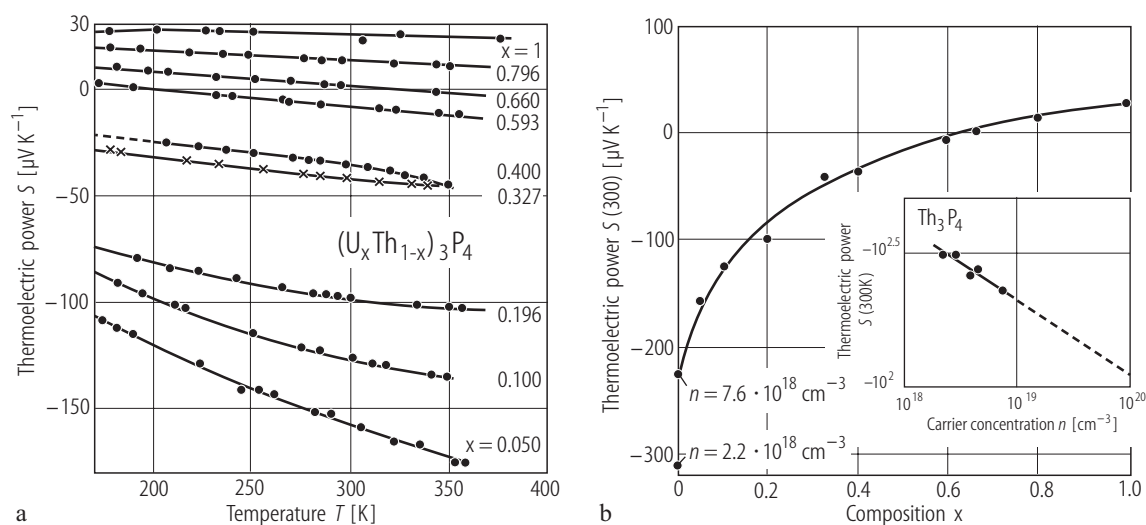 30
0
−50
−100
−150
Thermoelectric power S [μV K−1]
x = 1
0.796
0.660
0.593
0.400
0.327
(UxTh1-x)3P4
0.196
0.100
x = 0.050
200
250
300
350
400
Temperature T [K]
a
100
0
−100
−200
−300
Thermoelectric power S (300) [μV K−1]
Th3P4
−10^2.5
−10^2
Thermoelectric power
S (300K)
10^18
10^19
10^20
Carrier concentration n [cm−3]
n = 7.6 · 10^18 cm−3
n = 2.2 · 10^18 cm−3
0
0.2
0.4
0.6
0.8
1.0
Composition x
b